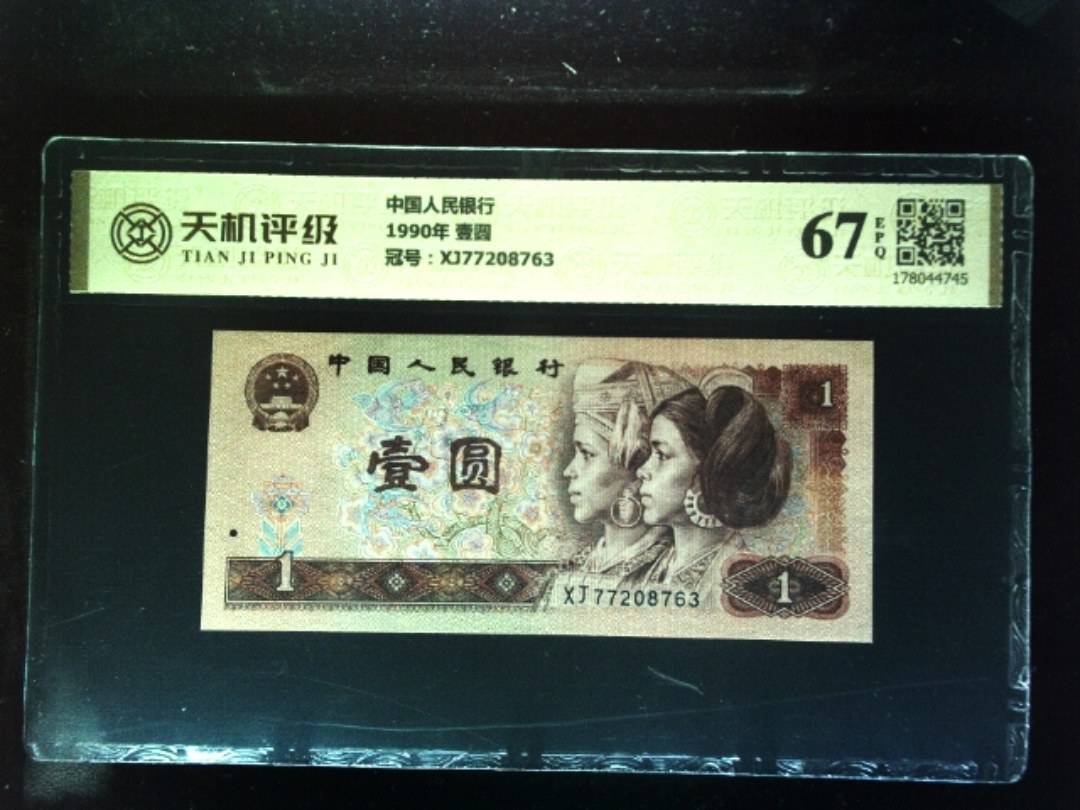 天机评级
TIAN JI PING JI
中国人民银行
1990年 壹圆
冠号：XJ77208763
67
EPQ
178044745
中国人民银行
1
壹圆
1
XJ77208763
1